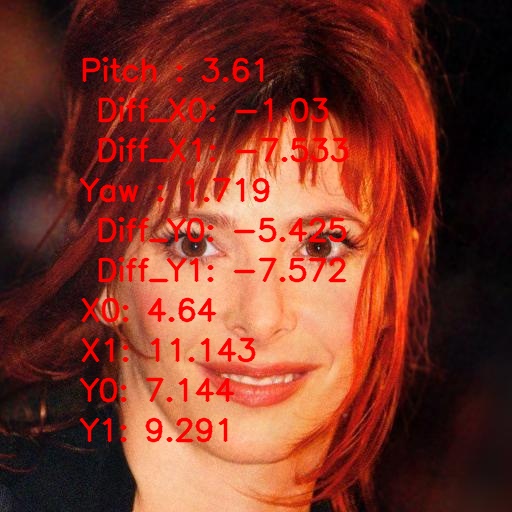 Pitch : 3.61
Diff_X0: -1.03
Diff_X1: -7.533
Yaw : 1.719
Diff_Y0: -5.425
Diff_Y1: -7.572
X0: 4.64
X1: 11.143
Y0: 7.144
Y1: 9.291